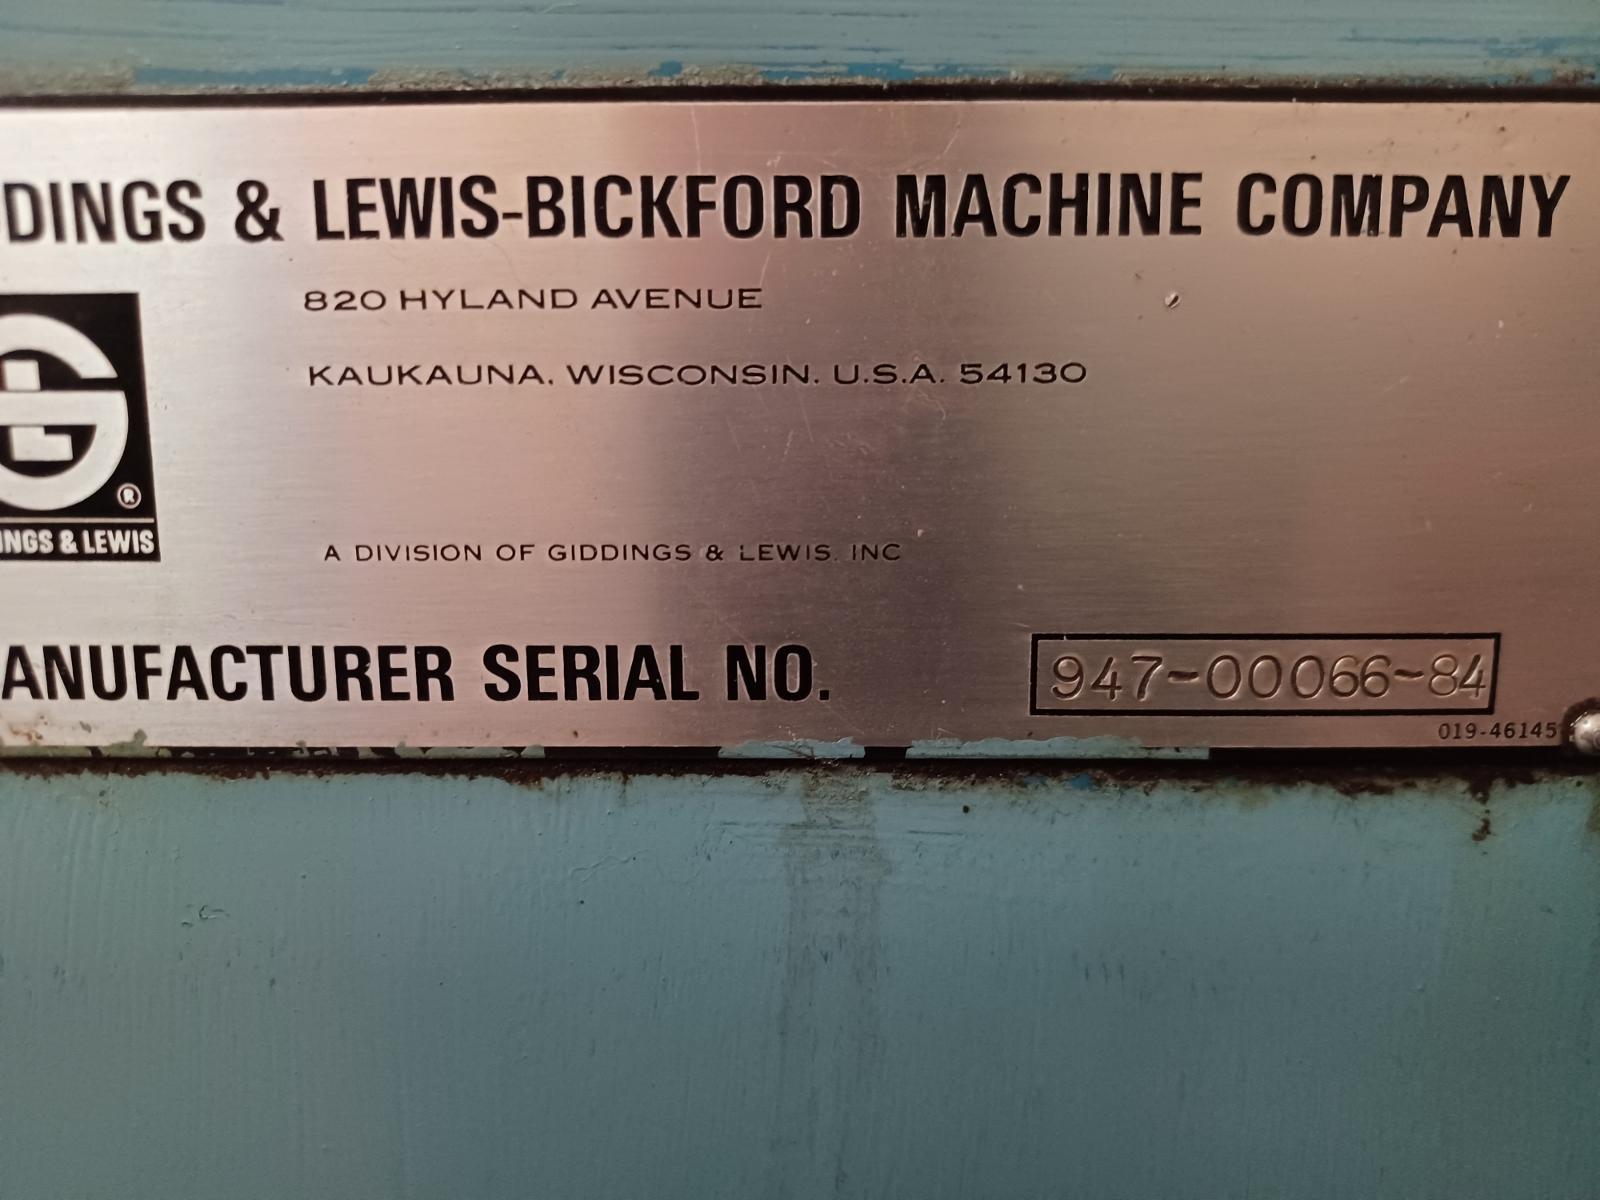 DDINGS & LEWIS-BICKFORD MACHINE COMPANY
820 HYLAND AVENUE
KAUKAUNA, WISCONSIN. U.S.A. 54130
®
INGS & LEWIS
A DIVISION OF GIDDINGS & LEWIS, INC
ANUFACTURER SERIAL NO. 947-00066-84
019-46145